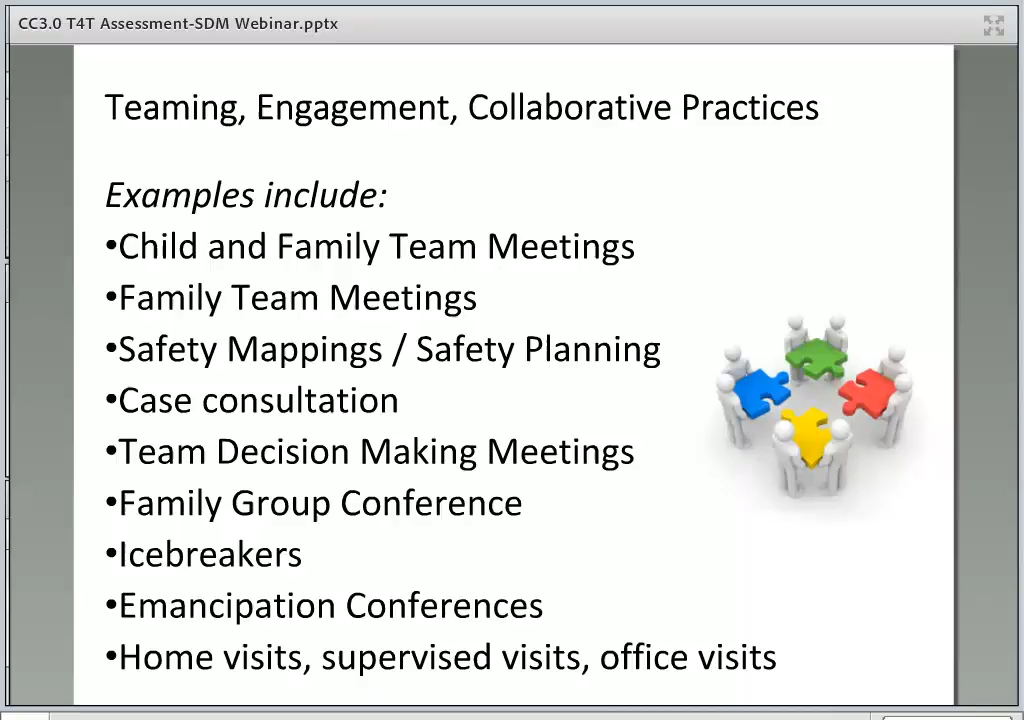 CC3.0 T4T Assessment-SDM Webinar.pptx
Teaming, Engagement, Collaborative Practices
Examples include:
•Child and Family Team Meetings
•Family Team Meetings
•Safety Mappings / Safety Planning
•Case consultation
•Team Decision Making Meetings
•Family Group Conference
•Icebreakers
•Emancipation Conferences
•Home visits, supervised visits, office visits